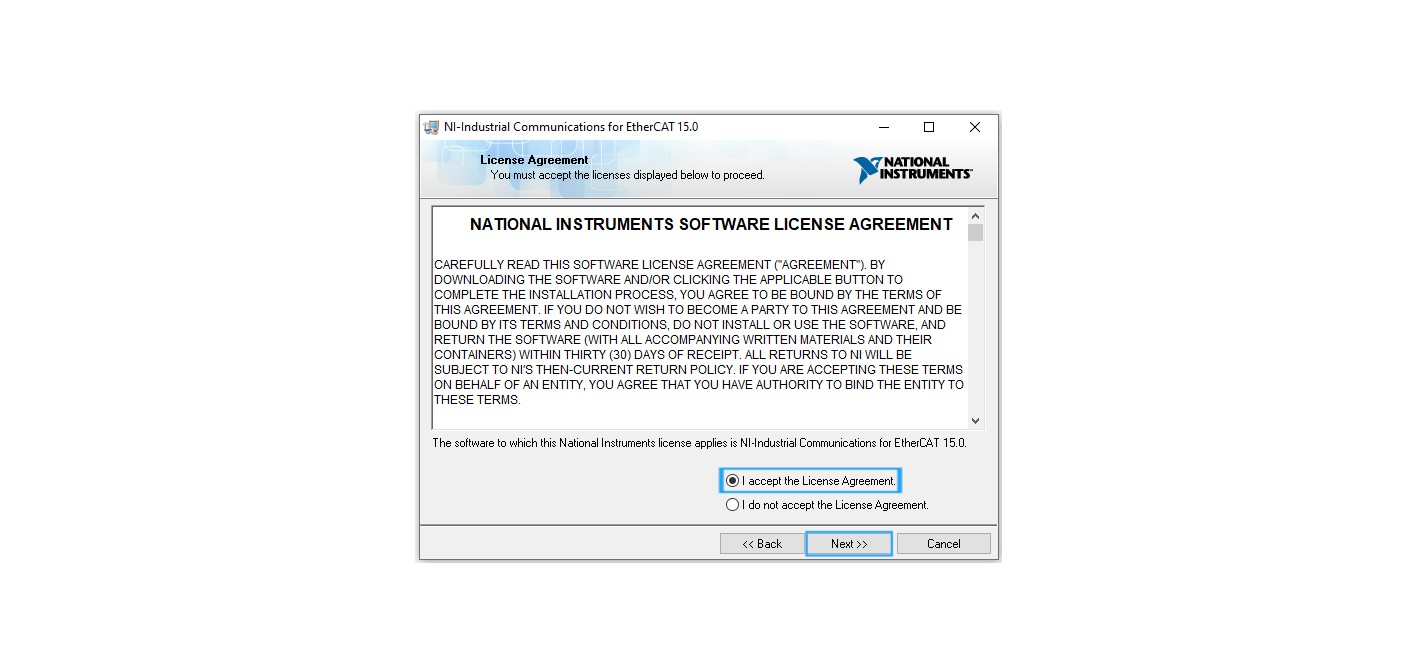 NI-Industrial Communications for EtherCAT 15.0
License Agreement
You must accept the licenses displayed below to proceed.
NATIONAL
INSTRUMENTS™
NATIONAL INSTRUMENTS SOFTWARE LICENSE AGREEMENT
CAREFULLY READ THIS SOFTWARE LICENSE AGREEMENT ("AGREEMENT"). BY
DOWNLOADING THE SOFTWARE AND/OR CLICKING THE APPLICABLE BUTTON TO
COMPLETE THE INSTALLATION PROCESS, YOU AGREE TO BE BOUND BY THE TERMS OF
THIS AGREEMENT. IF YOU DO NOT WISH TO BECOME A PARTY TO THIS AGREEMENT AND BE
BOUND BY ITS TERMS AND CONDITIONS, DO NOT INSTALL OR USE THE SOFTWARE, AND
RETURN THE SOFTWARE (WITH ALL ACCOMPANYING WRITTEN MATERIALS AND THEIR
CONTAINERS) WITHIN THIRTY (30) DAYS OF RECEIPT. ALL RETURNS TO NI WILL BE
SUBJECT TO NI'S THEN-CURRENT RETURN POLICY. IF YOU ARE ACCEPTING THESE TERMS
ON BEHALF OF AN ENTITY, YOU AGREE THAT YOU HAVE AUTHORITY TO BIND THE ENTITY TO
THESE TERMS.
The software to which this National Instruments license applies is NI-Industrial Communications for EtherCAT 15.0.
I accept the License Agreement.
I do not accept the License Agreement.
<< Back Next >> Cancel